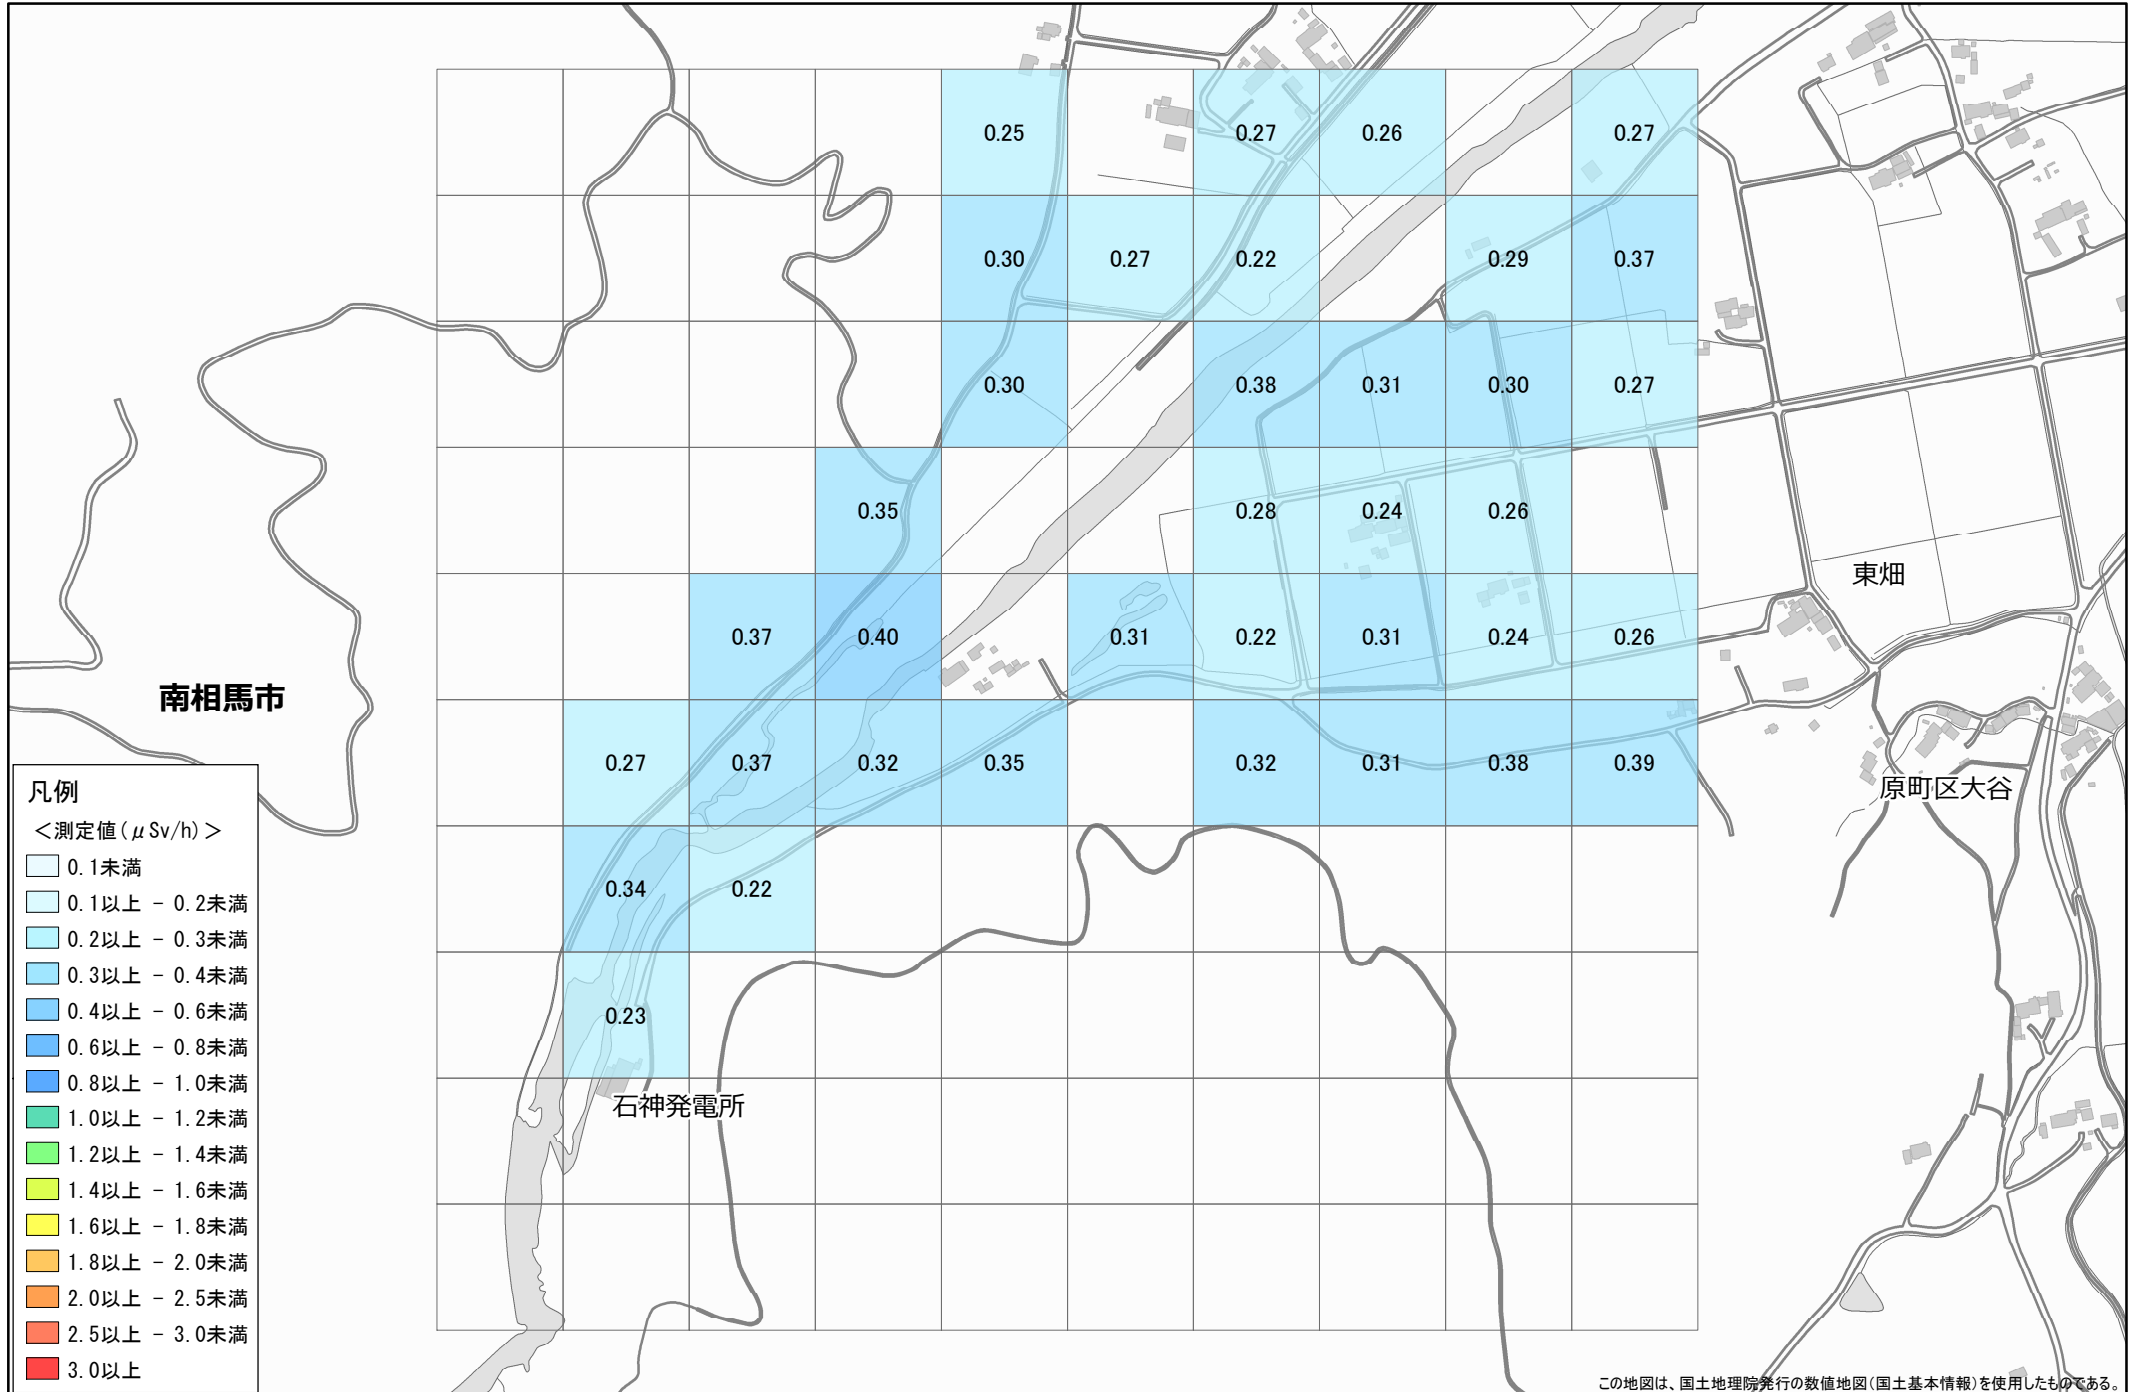 0.25 0.27 0.26 0.27
0.30 0.27 0.22 0.29 0.37
0.30 0.38 0.31 0.30 0.27
0.35 0.28 0.24 0.26
東畑
0.37 0.40 0.31 0.22 0.31 0.24 0.26
南相馬市
0.27 0.37 0.32 0.35 0.32 0.31 0.38 0.39
原町区大谷
0.34 0.22
0.23
石神発電所
凡例
＜測定値(μSv/h)＞
0.1未満
0.1以上 - 0.2未満
0.2以上 - 0.3未満
0.3以上 - 0.4未満
0.4以上 - 0.6未満
0.6以上 - 0.8未満
0.8以上 - 1.0未満
1.0以上 - 1.2未満
1.2以上 - 1.4未満
1.4以上 - 1.6未満
1.6以上 - 1.8未満
1.8以上 - 2.0未満
2.0以上 - 2.5未満
2.5以上 - 3.0未満
3.0以上
この地図は、国土地理院発行の数値地図(国土基本情報)を使用したものである。